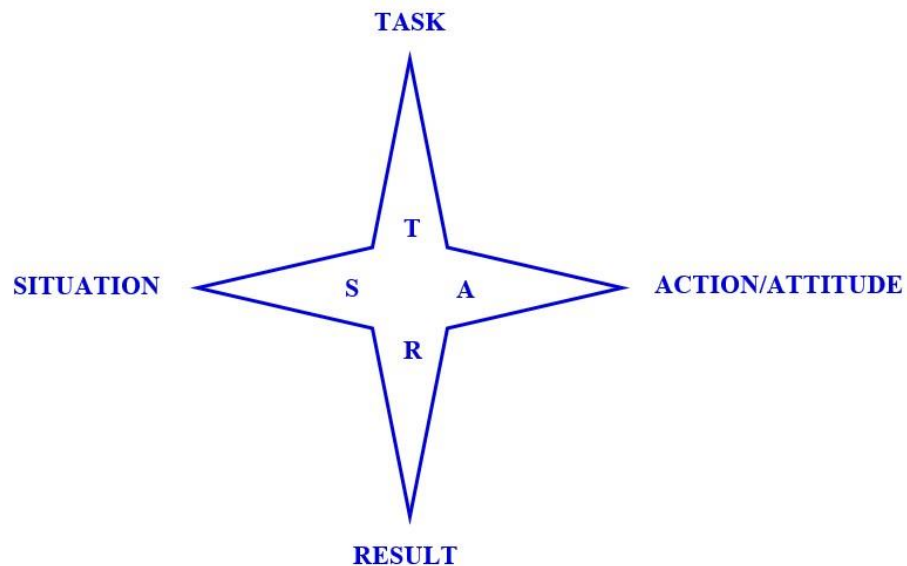 TASK
T
SITUATION
S
A
ACTION/ATTITUDE
R
RESULT